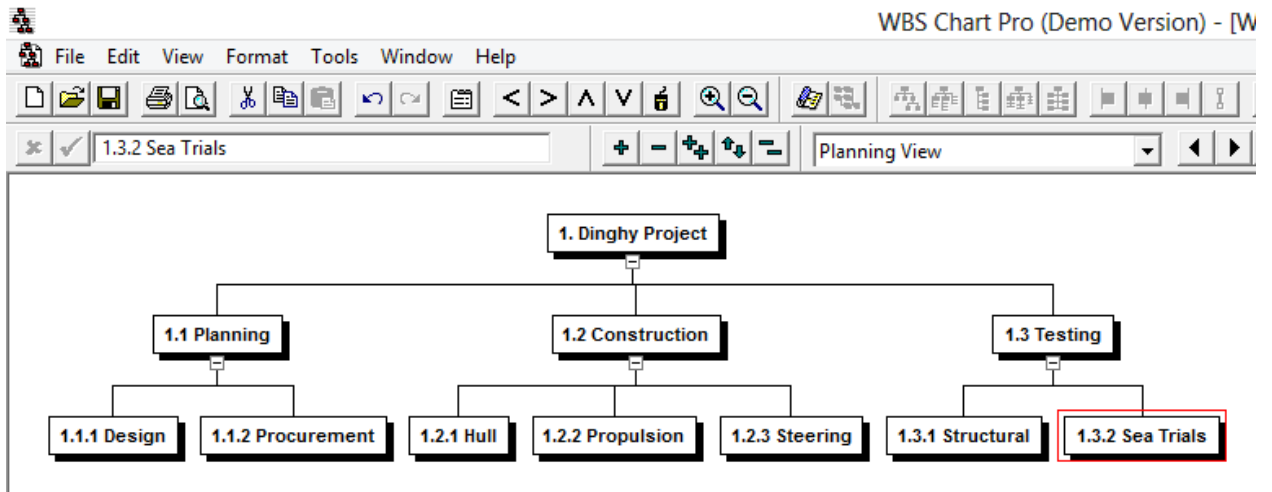 WBS Chart Pro (Demo Version) - [W
File Edit View Format Tools Window Help
1.3.2 Sea Trials Planning View
1. Dinghy Project
1.1 Planning 1.2 Construction 1.3 Testing
1.1.1 Design 1.1.2 Procurement 1.2.1 Hull 1.2.2 Propulsion 1.2.3 Steering 1.3.1 Structural 1.3.2 Sea Trials